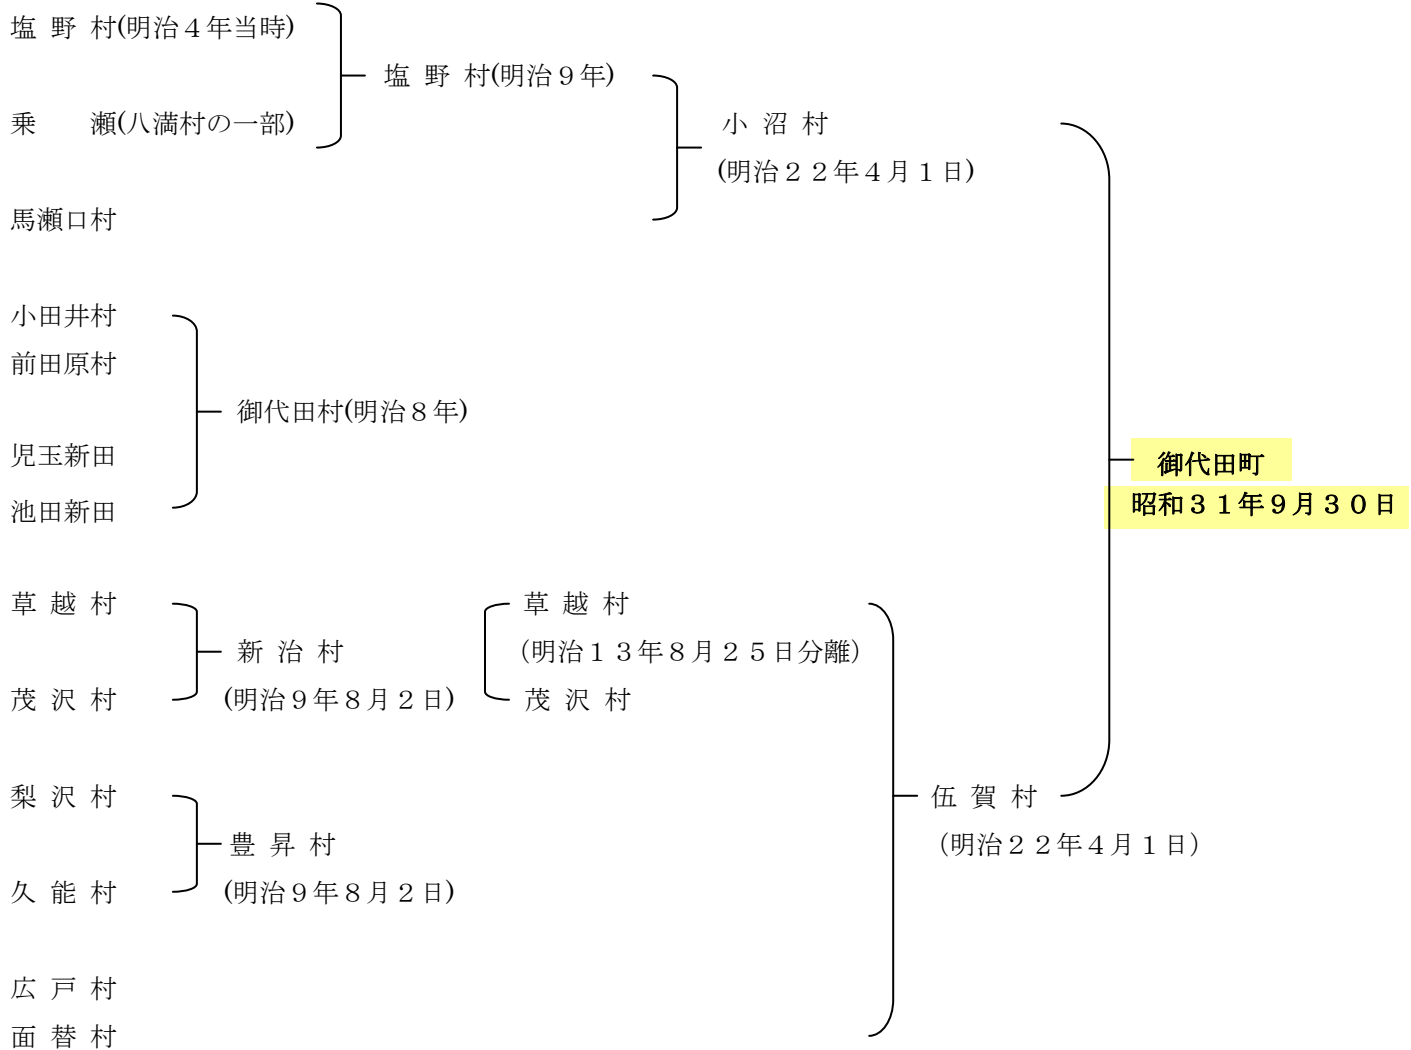 塩 野 村(明治４年当時)
塩 野 村(明治９年)
乗　　瀬(八満村の一部)
小 沼 村
(明治２２年４月１日)
馬瀬口村
小田井村
前田原村
御代田村(明治８年)
児玉新田
御代田町
池田新田
昭和３１年９月３０日
草 越 村
草 越 村
新 治 村
（明治１３年８月２５日分離）
茂 沢 村
(明治９年８月２日)
茂 沢 村
梨 沢 村
伍 賀 村
豊 昇 村
（明治２２年４月１日）
久 能 村
(明治９年８月２日)
広 戸 村
面 替 村